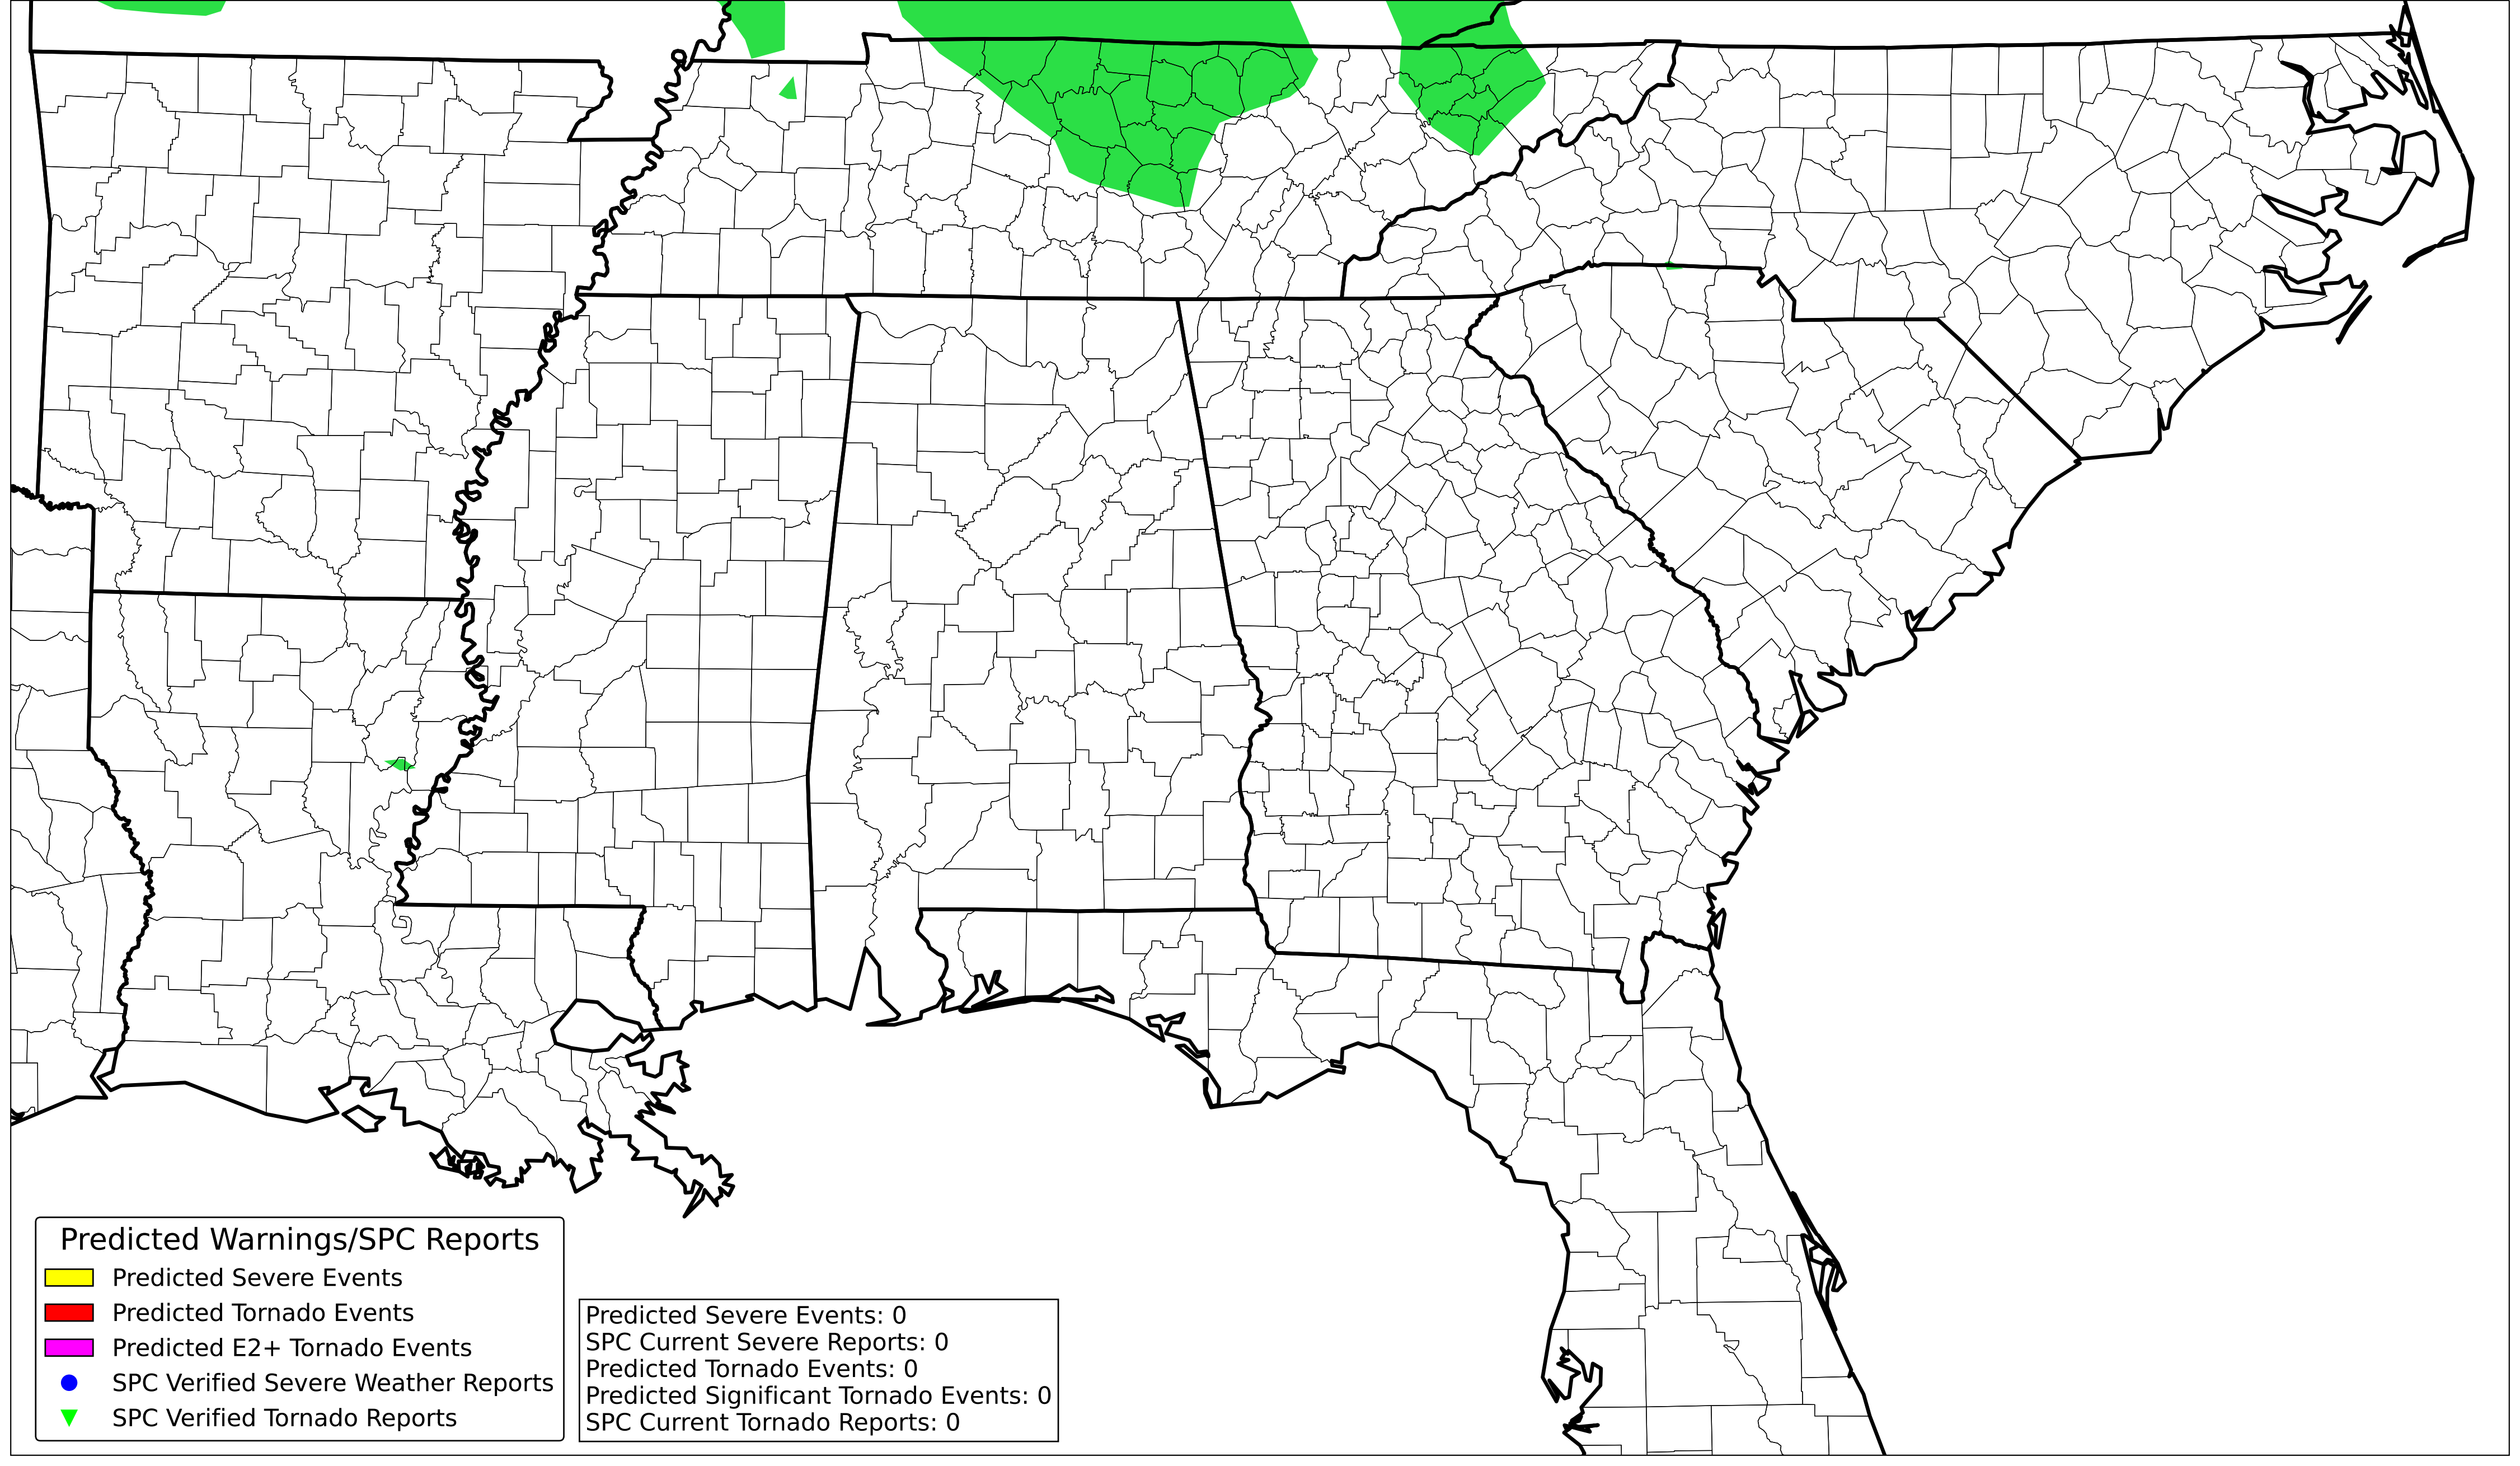 Predicted Warnings/SPC Reports
Predicted Severe Events
Predicted Tornado Events
Predicted E2+ Tornado Events
SPC Verified Severe Weather Reports
SPC Verified Tornado Reports
Predicted Severe Events: 0
SPC Current Severe Reports: 0
Predicted Tornado Events: 0
Predicted Significant Tornado Events: 0
SPC Current Tornado Reports: 0